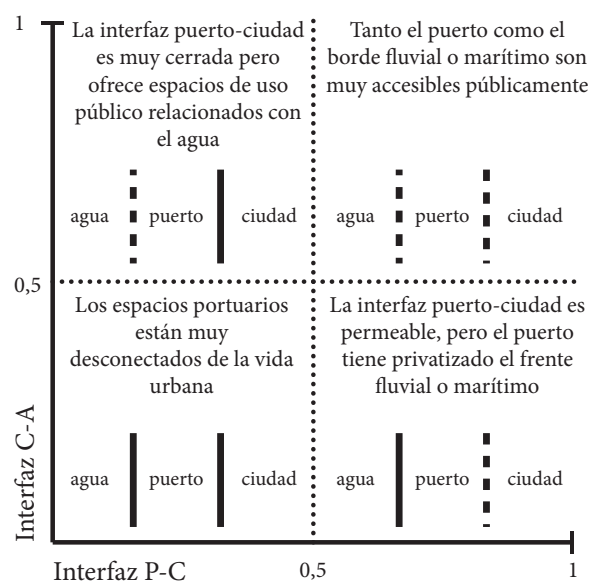 1
La interfaz puerto-ciudad
es muy cerrada pero
ofrece espacios de uso
público relacionados con
el agua
agua puerto ciudad
Tanto el puerto como el
borde fluvial o marítimo son
muy accesibles públicamente
agua puerto ciudad
0,5
Los espacios portuarios
están muy
desconectados de la vida
urbana
agua puerto ciudad
La interfaz puerto-ciudad es
permeable, pero el puerto
tiene privatizado el frente
fluvial o marítimo
agua puerto ciudad
Interfaz C-A
Interfaz P-C 0,5 1